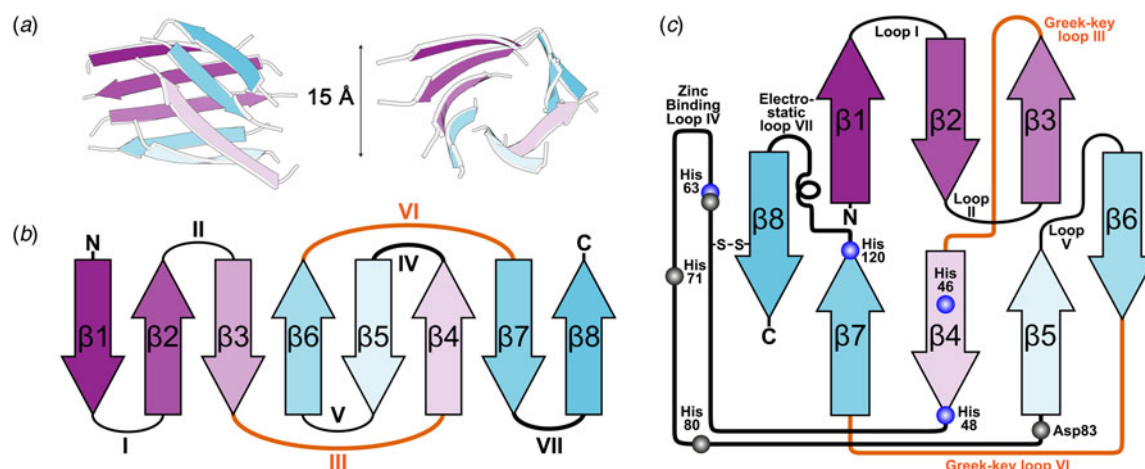 (a)
15 Å
(b)
VI
N
II
IV
C
β1
β2
β3
β6
β5
β4
β7
β8
I
V
VII
III
(c)
Loop I
Greek-key
loop III
Zinc
Binding
Loop IV
Electro-
static
loop VII
β1
β2
β3
His
63
β8
N
Loop
II
Loop
V
β6
S-S
His
120
His
71
His
46
C
β7
β4
β5
His
80
His
48
Asp83
Greek-key loop VI